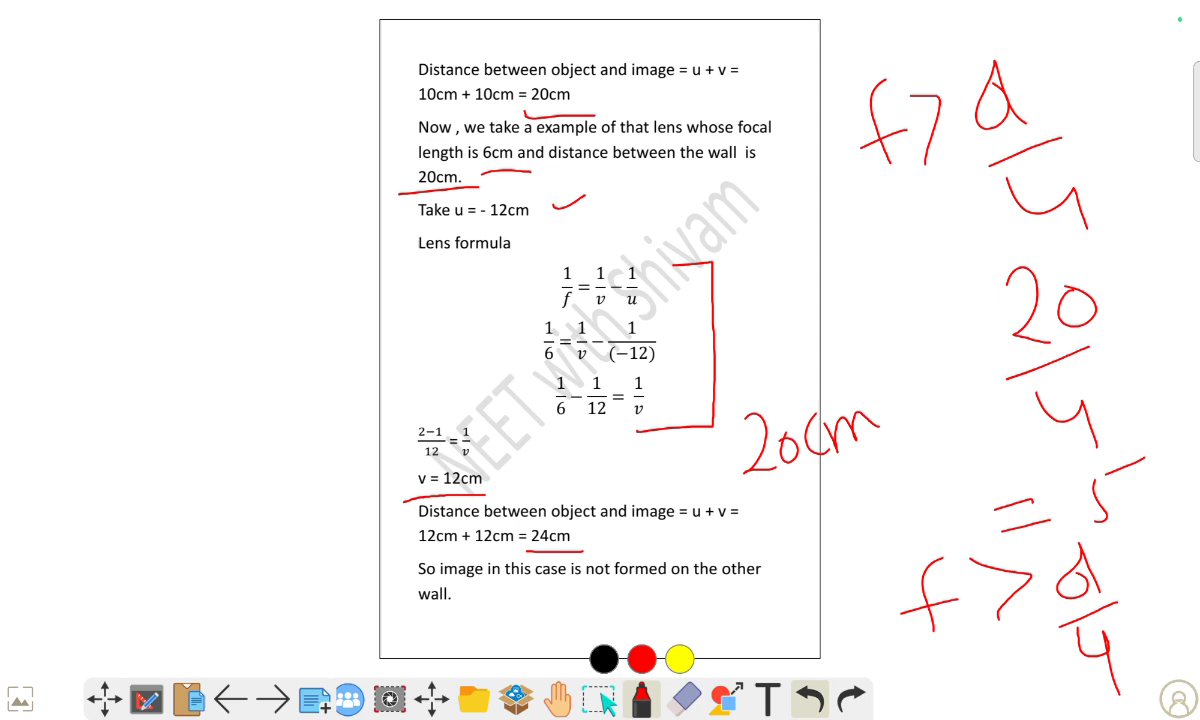 Distance between object and image = u + v =
10cm + 10cm = 20cm
Now , we take a example of that lens whose focal
length is 6cm and distance between the wall  is
20cm.
Take u = - 12cm
Lens formula
1/f = 1/v − 1/u
1/6 = 1/v − 1/(−12)
1/6 − 1/12 = 1/v
2−1/12 = 1/v
v = 12cm
Distance between object and image = u + v =
12cm + 12cm = 24cm
So image in this case is not formed on the other
wall.
NEET with Shivam
20cm
f > d/4
20/4
= 5
f > d/4
T